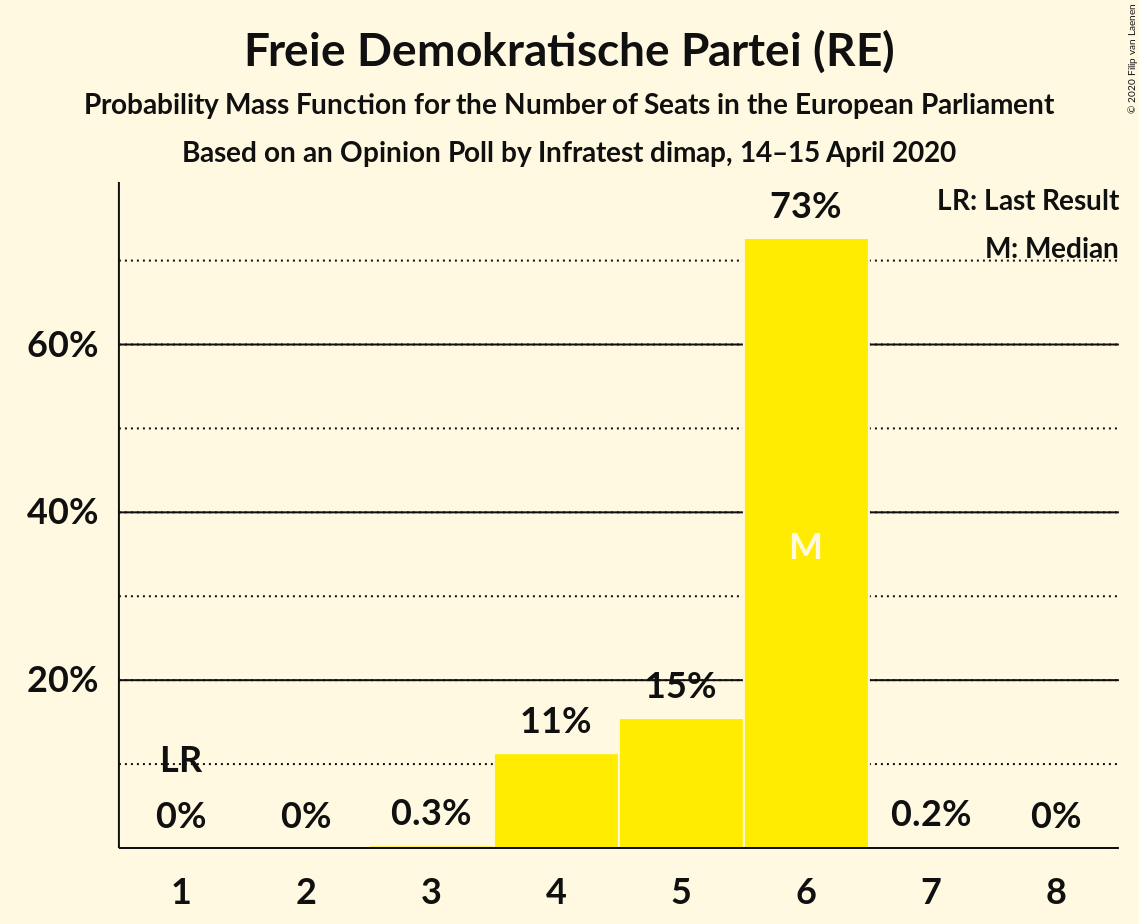 Freie Demokratische Partei (RE)
Probability Mass Function for the Number of Seats in the European Parliament
Based on an Opinion Poll by Infratest dimap, 14–15 April 2020
© 2020 Filip van Laenen
LR: Last Result
M: Median
73%
60%
40%
M
20%
15%
11%
LR
0%
0%
0.3%
0.2%
0%
1
2
3
4
5
6
7
8